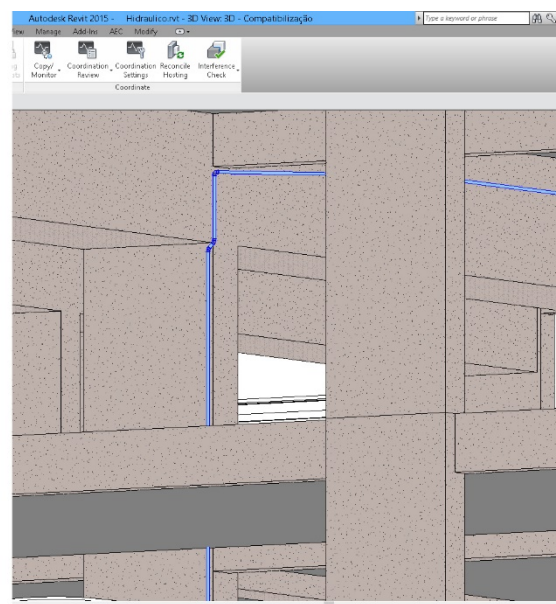 Autodesk Revit 2015 - Hidraulico.rvt - 3D View: 3D - Compatibilização
Type a keyword or phrase
View Manage Add-Ins AEC Modify
Copy/ Coordination Coordination Reconcile Interference
Monitor Review Settings Hosting Check
Coordinate